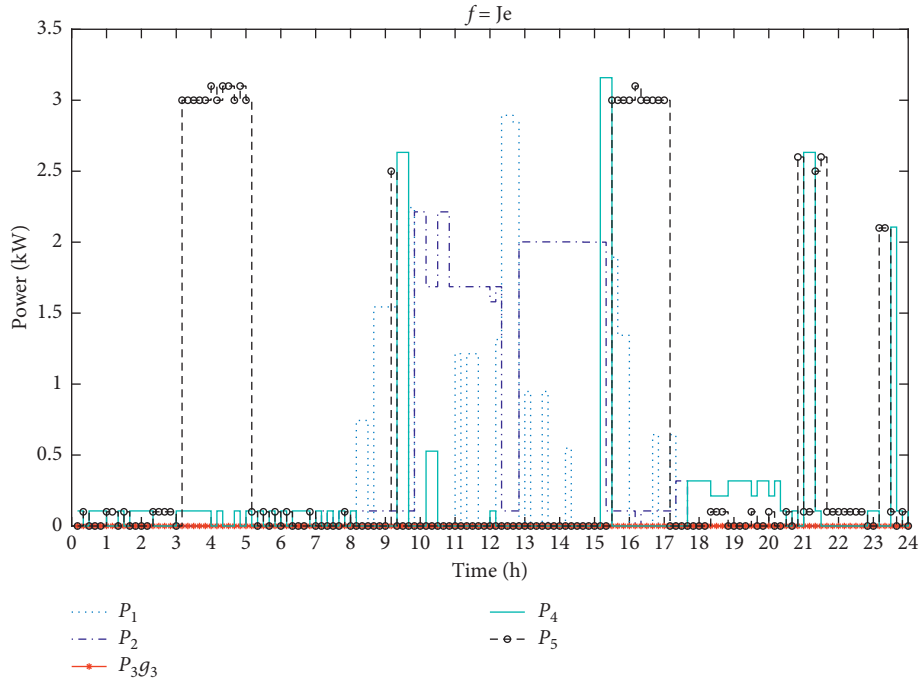 f = Je
3.5
3
2.5
2
1.5
1
0.5
0
Power (kW)
0 1 2 3 4 5 6 7 8 9 10 11 12 13 14 15 16 17 18 19 20 21 22 23 24
Time (h)
P1
P2
P3g3
P4
P5